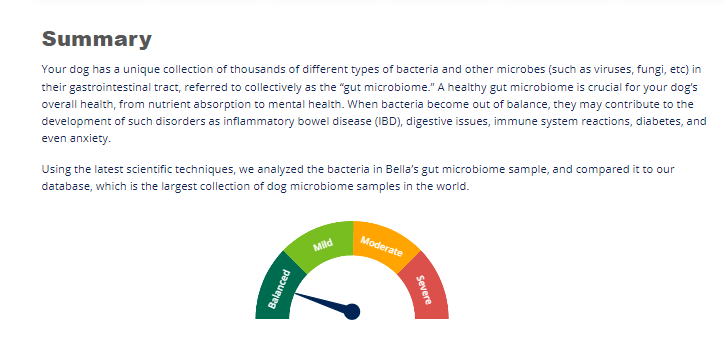 Summary
Your dog has a unique collection of thousands of different types of bacteria and other microbes (such as viruses, fungi, etc) in
their gastrointestinal tract, referred to collectively as the “gut microbiome.” A healthy gut microbiome is crucial for your dog’s
overall health, from nutrient absorption to mental health. When bacteria become out of balance, they may contribute to the
development of such disorders as inflammatory bowel disease (IBD), digestive issues, immune system reactions, diabetes, and
even anxiety.
Using the latest scientific techniques, we analyzed the bacteria in Bella’s gut microbiome sample, and compared it to our
database, which is the largest collection of dog microbiome samples in the world.
Balanced
Mild
Moderate
Severe